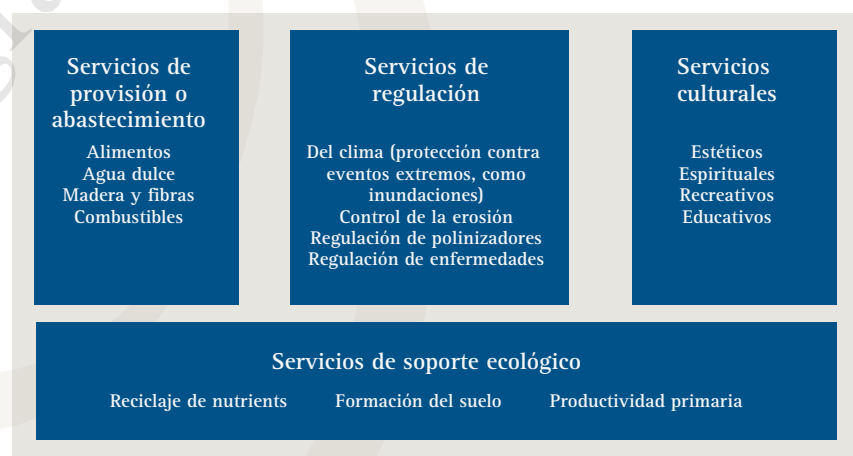 Servicios de
provisión o
abastecimiento
Alimentos
Agua dulce
Madera y fibras
Combustibles
Servicios de
regulación
Del clima (protección contra
eventos extremos, como
inundaciones)
Control de la erosión
Regulación de polinizadores
Regulación de enfermedades
Servicios
culturales
Estéticos
Espirituales
Recreativos
Educativos
Servicios de soporte ecológico
Reciclaje de nutrients Formación del suelo Productividad primaria